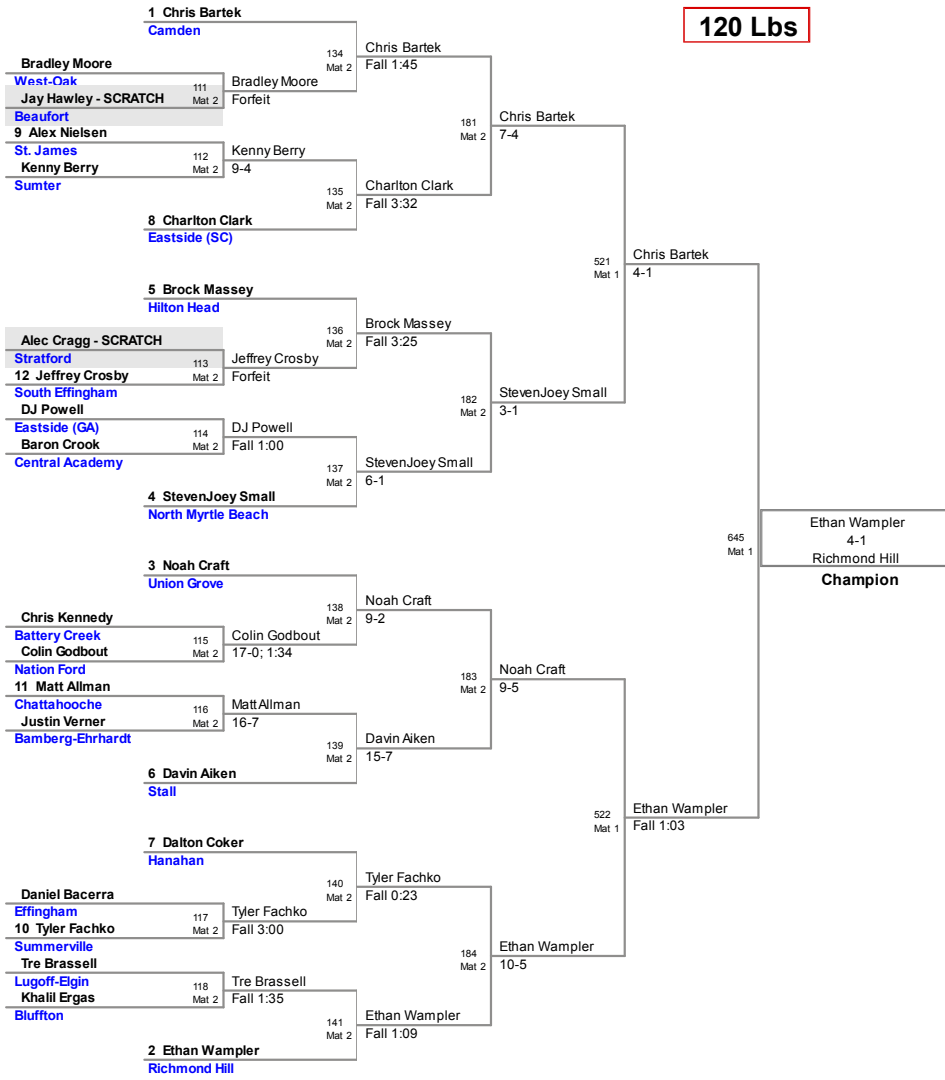 120 Lbs
1 Chris Bartek
Camden
134
Mat 2
Chris Bartek
Fall 1:45
Bradley Moore
West-Oak
111
Mat 2
Bradley Moore
Forfeit
Jay Hawley - SCRATCH
Beaufort
181
Mat 2
Chris Bartek
7-4
9 Alex Nielsen
St. James
112
Mat 2
Kenny Berry
9-4
Kenny Berry
Sumter
135
Mat 2
Charlton Clark
Fall 3:32
8 Charlton Clark
Eastside (SC)
521
Mat 1
Chris Bartek
4-1
5 Brock Massey
Hilton Head
136
Mat 2
Brock Massey
Fall 3:25
Alec Cragg - SCRATCH
Stratford
113
Mat 2
Jeffrey Crosby
Forfeit
12 Jeffrey Crosby
South Effingham
182
Mat 2
StevenJoey Small
3-1
DJ Powell
Eastside (GA)
114
Mat 2
DJ Powell
Fall 1:00
Baron Crook
Central Academy
137
Mat 2
StevenJoey Small
6-1
4 StevenJoey Small
North Myrtle Beach
645
Mat 1
Ethan Wampler
4-1
Richmond Hill
Champion
3 Noah Craft
Union Grove
138
Mat 2
Noah Craft
9-2
Chris Kennedy
Battery Creek
115
Mat 2
Colin Godbout
17-0; 1:34
Colin Godbout
Nation Ford
183
Mat 2
Noah Craft
9-5
11 Matt Allman
Chattahooche
116
Mat 2
Matt Allman
16-7
Justin Verner
Bamberg-Ehrhardt
139
Mat 2
Davin Aiken
15-7
6 Davin Aiken
Stall
522
Mat 1
Ethan Wampler
Fall 1:03
7 Dalton Coker
Hanahan
140
Mat 2
Tyler Fachko
Fall 0:23
Daniel Bacerra
Effingham
117
Mat 2
Tyler Fachko
Fall 3:00
10 Tyler Fachko
Summerville
184
Mat 2
Ethan Wampler
10-5
Tre Brassell
Lugoff-Elgin
118
Mat 2
Tre Brassell
Fall 1:35
Khalil Ergas
Bluffton
141
Mat 2
Ethan Wampler
Fall 1:09
2 Ethan Wampler
Richmond Hill